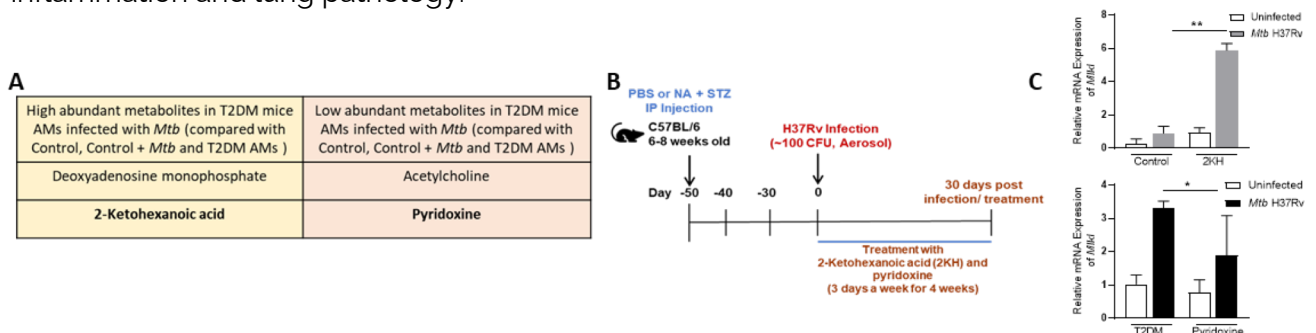 inflammation and lung pathology.
A
High abundant metabolites in T2DM mice
AMs infected with Mtb (compared with
Control, Control + Mtb and T2DM AMs )
Low abundant metabolites in T2DM mice
AMs infected with Mtb (compared with
Control, Control + Mtb and T2DM AMs )
Deoxyadenosine monophosphate
Acetylcholine
2-Ketohexanoic acid
Pyridoxine
B
PBS or NA + STZ
IP Injection
C57BL/6
6-8 weeks old
H37Rv Infection
(~100 CFU, Aerosol)
Day -50 -40 -30 0
30 days post
infection/ treatment
Treatment with
2-Ketohexanoic acid (2KH) and
pyridoxine
(3 days a week for 4 weeks)
C
Relative mRNA Expression
of Mlkl
8
6
4
2
0
**
Uninfected
Mtb H37Rv
Control 2KH
Relative mRNA Expression
of Mlkl
4
3
2
1
0
*
Uninfected
Mtb H37Rv
T2DM Pyridoxine